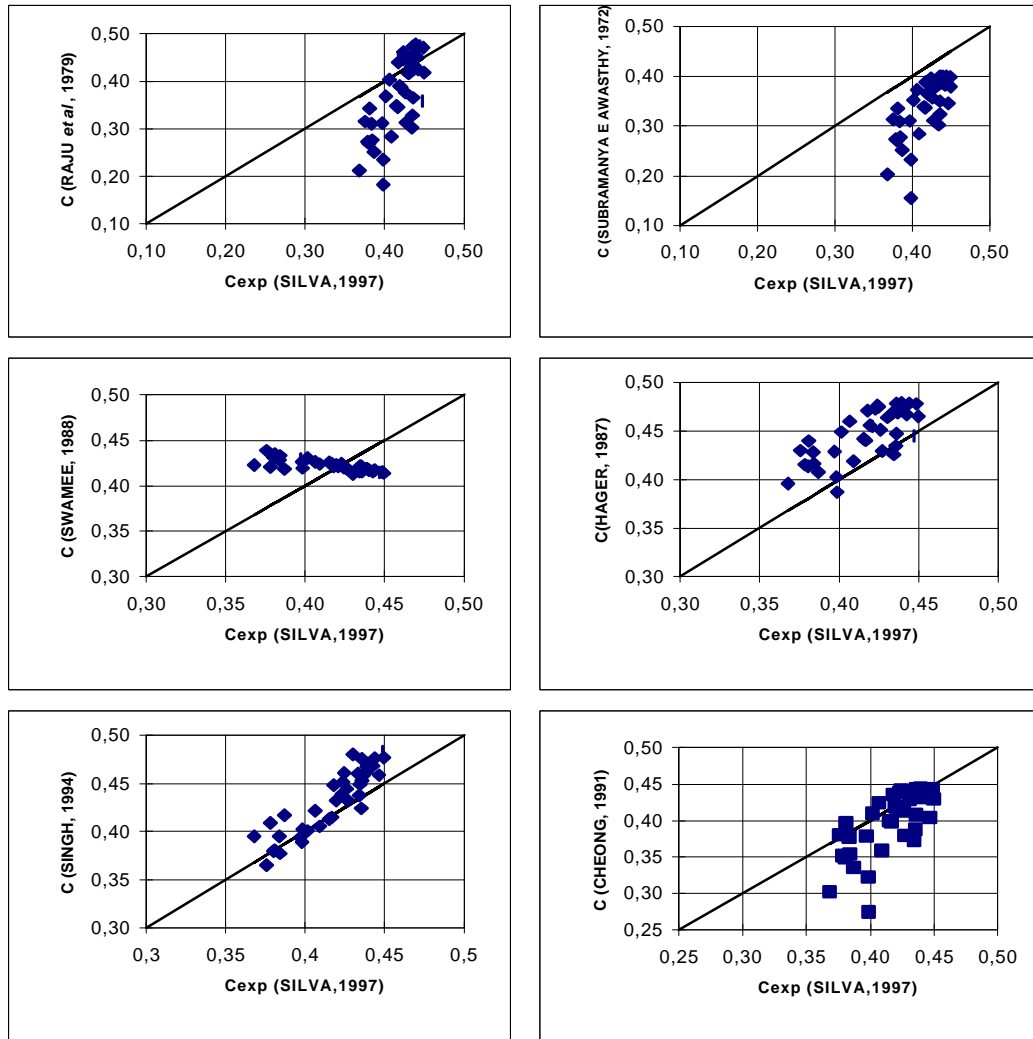 C (RAJU et al, 1979)
0,50
0,40
0,30
0,20
0,10
0,10 0,20 0,30 0,40 0,50
Cexp (SILVA,1997)
C (SUBRAMANYA E AWASTHY, 1972)
0,50
0,40
0,30
0,20
0,10
0,10 0,20 0,30 0,40 0,50
Cexp (SILVA,1997)
C (SWAMEE, 1988)
0,50
0,45
0,40
0,35
0,30
0,30 0,35 0,40 0,45 0,50
Cexp (SILVA,1997)
C(HAGER, 1987)
0,50
0,45
0,40
0,35
0,30
0,30 0,35 0,40 0,45 0,50
Cexp (SILVA,1997)
C (SINGH, 1994)
0,50
0,45
0,40
0,35
0,30
0,3 0,35 0,4 0,45 0,5
Cexp (SILVA,1997)
C (CHEONG, 1991)
0,50
0,45
0,40
0,35
0,30
0,25
0,25 0,30 0,35 0,40 0,45 0,50
Cexp (SILVA,1997)